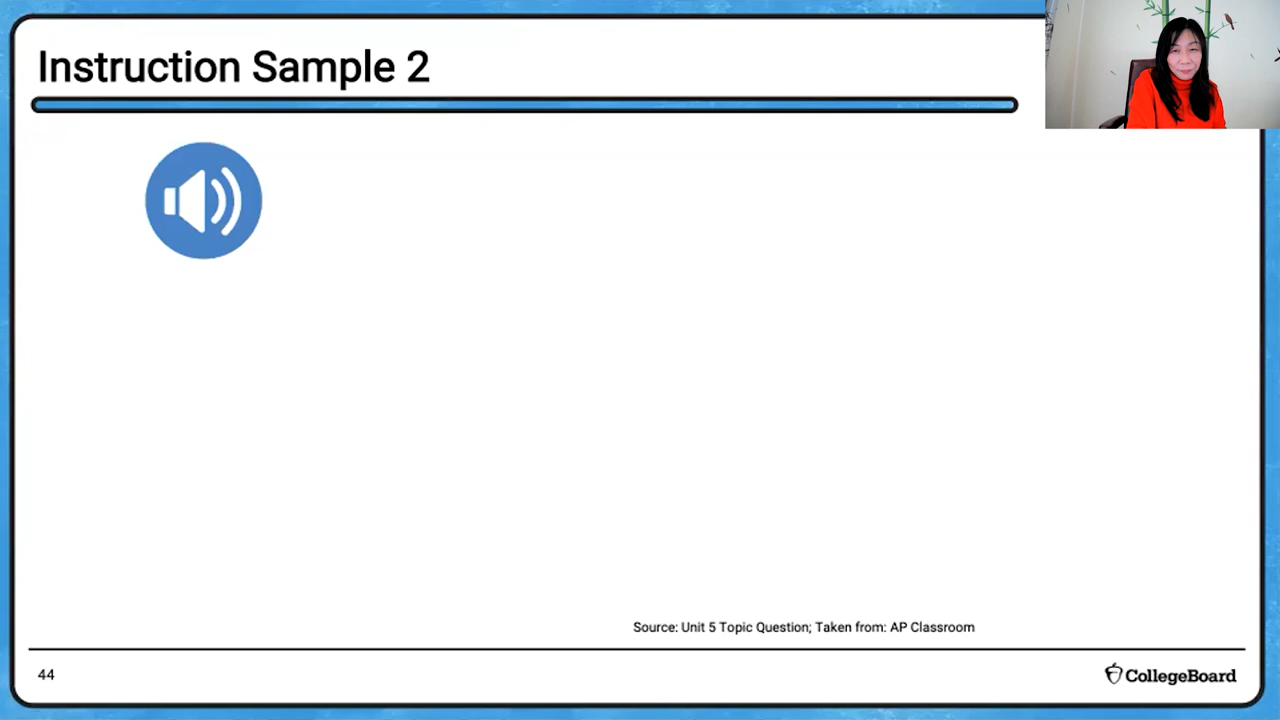 Instruction Sample 2
Source: Unit 5 Topic Question; Taken from: AP Classroom
44
CollegeBoard